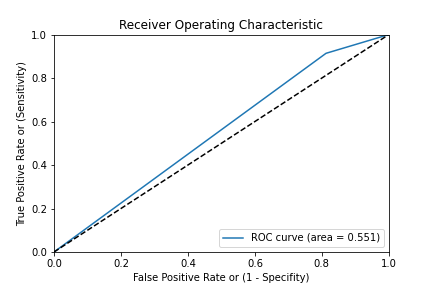 Receiver Operating Characteristic
1.0
0.8
0.6
0.4
0.2
0.0
True Positive Rate or (Sensitivity)
ROC curve (area = 0.551)
0.0 0.2 0.4 0.6 0.8 1.0
False Positive Rate or (1 - Specifity)